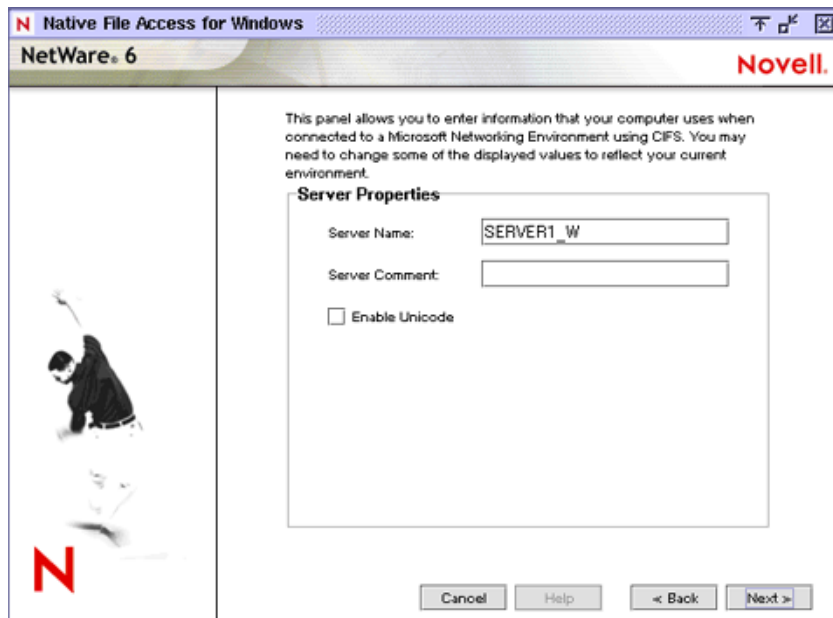 N Native File Access for Windows
NetWare® 6
Novell.
This panel allows you to enter information that your computer uses when
connected to a Microsoft Networking Environment using CIFS. You may
need to change some of the displayed values to reflect your current
environment.
Server Properties
Server Name: SERVER1_W
Server Comment:
Enable Unicode
N
Cancel Help < Back Next >